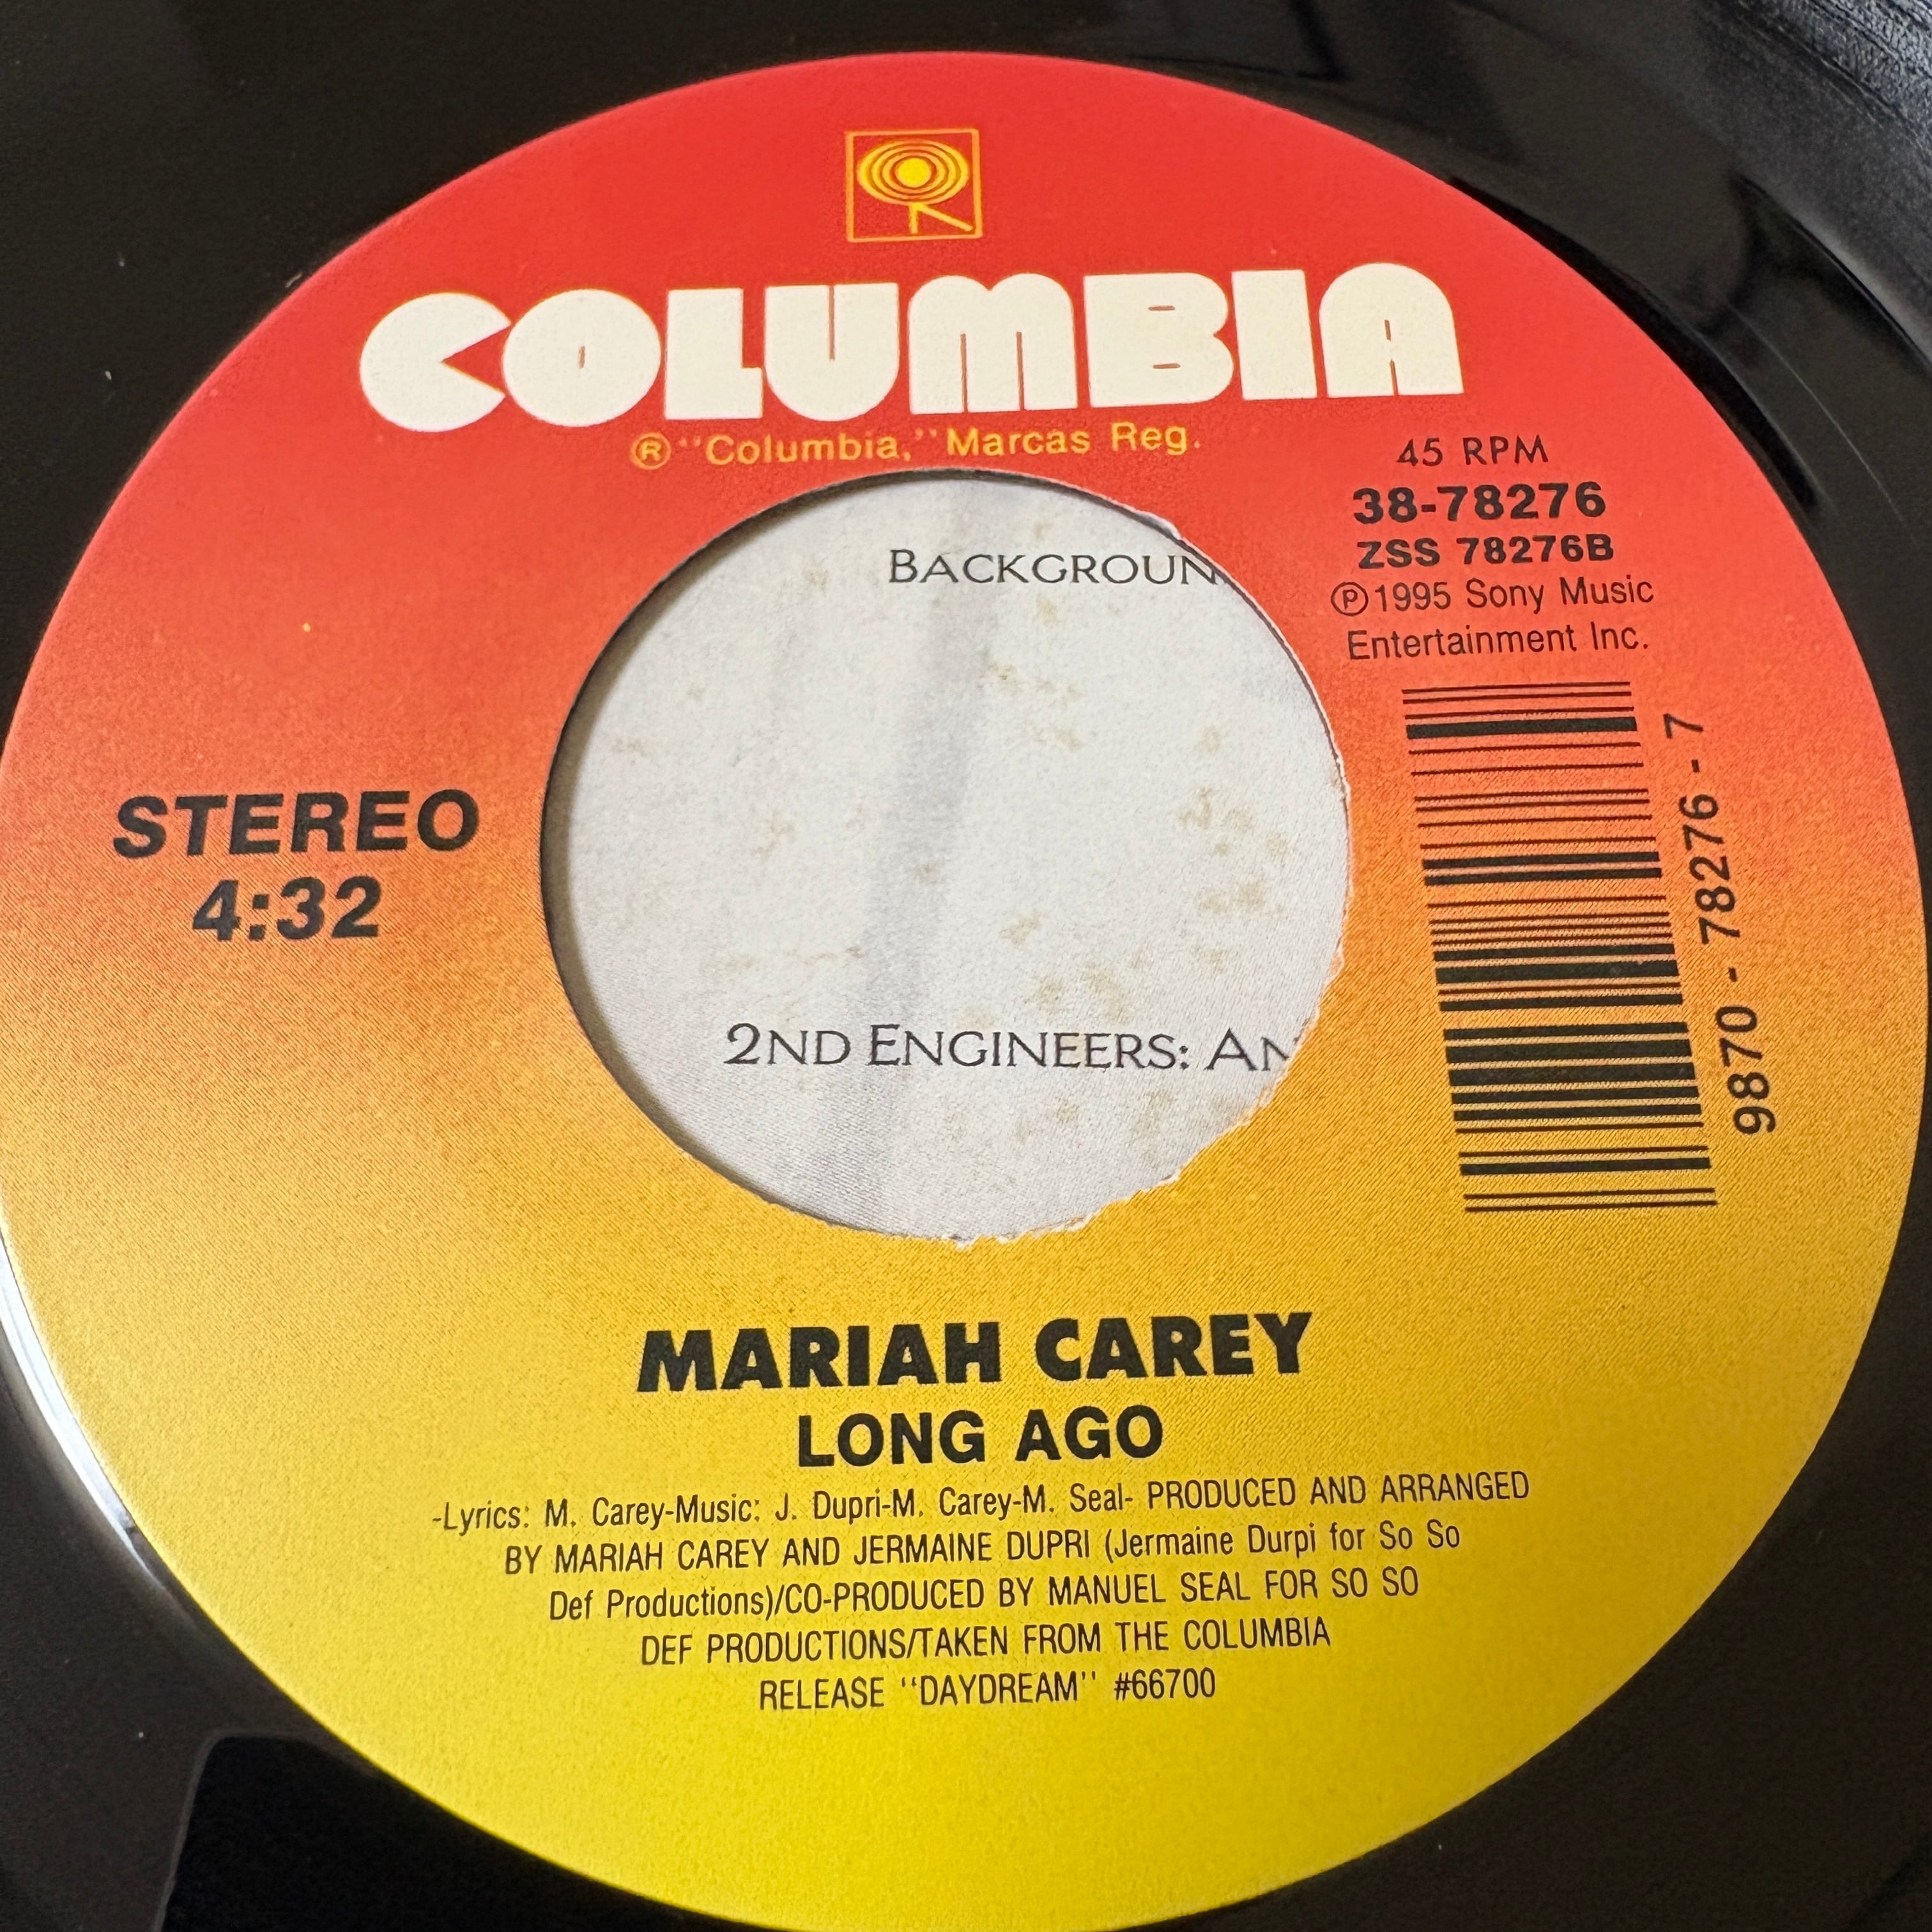 COLUMBIA
® "Columbia," Marcas Reg.
45 RPM
38-78276
ZSS 78276B
℗1995 Sony Music
Entertainment Inc.
BACKGROUN
STEREO
4:32
9870 - 78276 - 7
2ND ENGINEERS: AN
MARIAH CAREY
LONG AGO
-Lyrics: M. Carey-Music: J. Dupri-M. Carey-M. Seal- PRODUCED AND ARRANGED
BY MARIAH CAREY AND JERMAINE DUPRI (Jermaine Durpi for So So
Def Productions)/CO-PRODUCED BY MANUEL SEAL FOR SO SO
DEF PRODUCTIONS/TAKEN FROM THE COLUMBIA
RELEASE "DAYDREAM" #66700